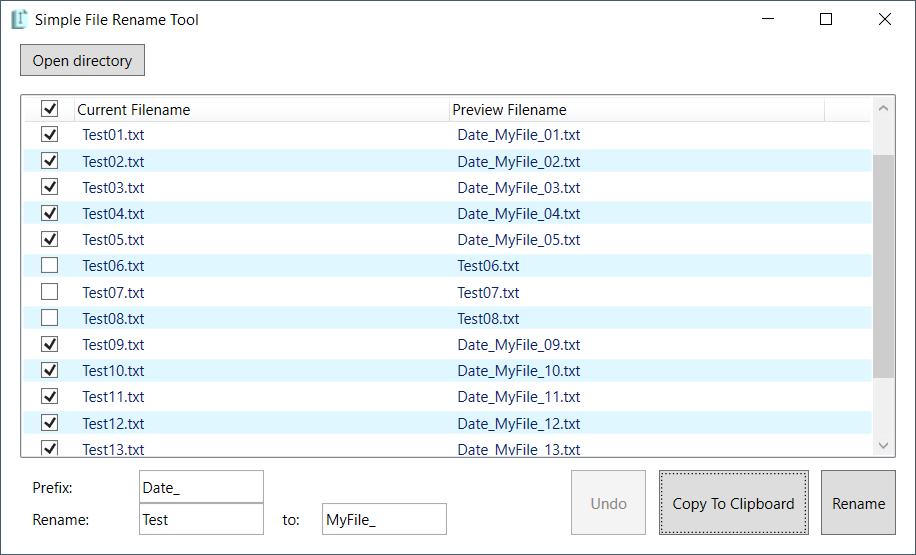 Simple File Rename Tool
Open directory
Current Filename Preview Filename
Test01.txt Date_MyFile_01.txt
Test02.txt Date_MyFile_02.txt
Test03.txt Date_MyFile_03.txt
Test04.txt Date_MyFile_04.txt
Test05.txt Date_MyFile_05.txt
Test06.txt Test06.txt
Test07.txt Test07.txt
Test08.txt Test08.txt
Test09.txt Date_MyFile_09.txt
Test10.txt Date_MyFile_10.txt
Test11.txt Date_MyFile_11.txt
Test12.txt Date_MyFile_12.txt
Test13.txt Date_MyFile_13.txt
Prefix: Date_
Rename: Test to: MyFile_
Undo Copy To Clipboard Rename